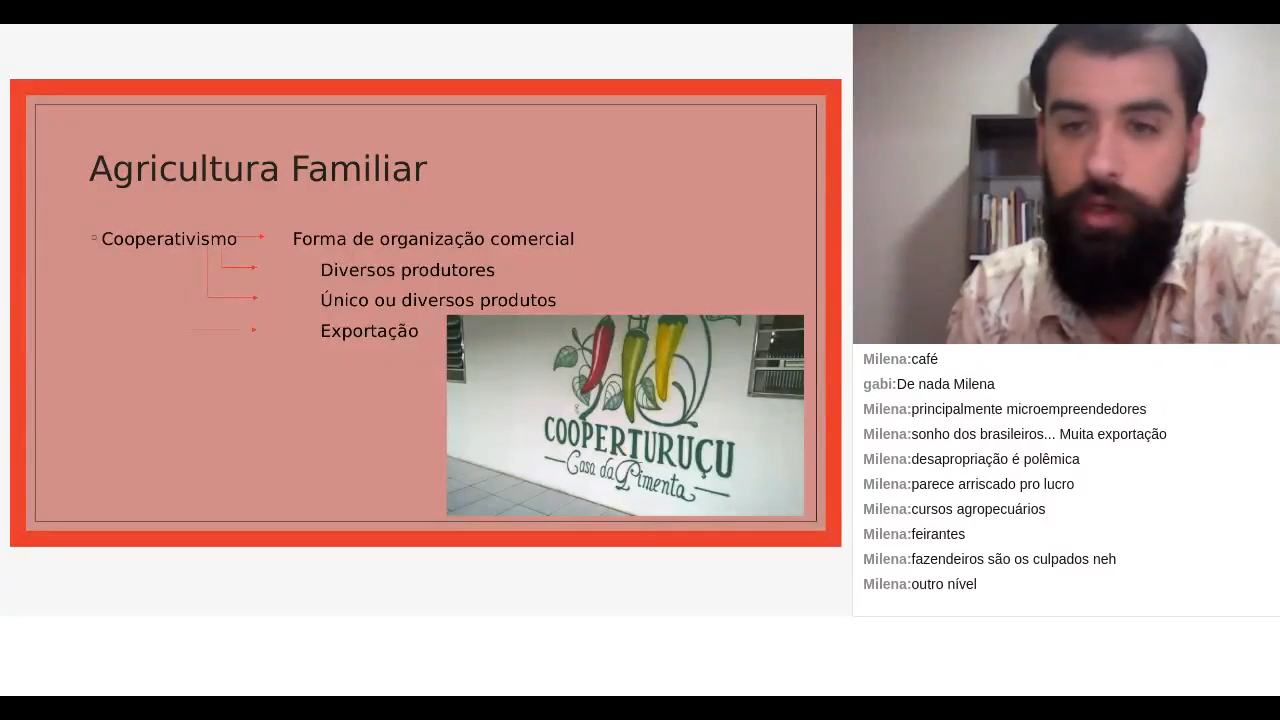 Agricultura Familiar
Cooperativismo Forma de organização comercial
Diversos produtores
Único ou diversos produtos
Exportação
COOPERTURUÇU
Casa da Pimenta
Milena:café
gabi:De nada Milena
Milena:principalmente microempreendedores
Milena:sonho dos brasileiros... Muita exportação
Milena:desapropriação é polêmica
Milena:parece arriscado pro lucro
Milena:cursos agropecuários
Milena:feirantes
Milena:fazendeiros são os culpados neh
Milena:outro nível